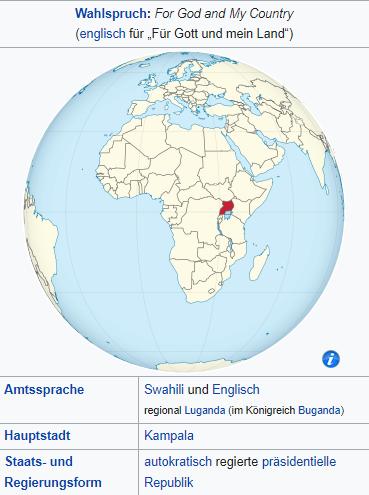 Wahlspruch: For God and My Country
(englisch für „Für Gott und mein Land“)
i
Amtssprache
Swahili und Englisch
regional Luganda (im Königreich Buganda)
Hauptstadt
Kampala
Staats- und
Regierungsform
autokratisch regierte präsidentielle
Republik